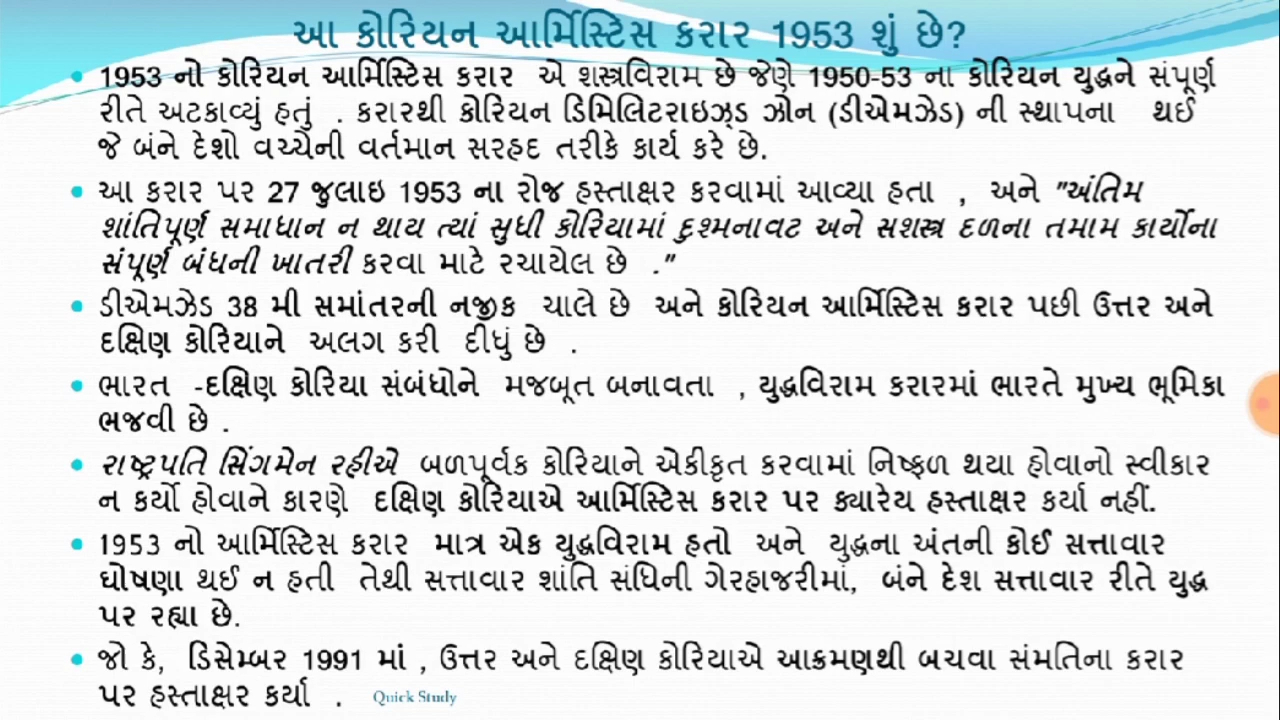 આ કોરિયન આર્મિસ્ટિસ કરાર 1953 શું છે?
• 1953 નો કોરિયન આર્મિસ્ટિસ કરાર એ શસ્ત્રવિરામ છે જેણે 1950-53 ના કોરિયન યુદ્ધને સંપૂર્ણ
રીતે અટકાવ્યું હતું . કરારથી કોરિયન ડિમિલિટરાઇઝ્ડ ઝોન (ડીએમઝેડ) ની સ્થાપના થઈ
જે બંને દેશો વચ્ચેની વર્તમાન સરહદ તરીકે કાર્ય કરે છે.
• આ કરાર પર 27 જુલાઇ 1953 ના રોજ હસ્તાક્ષર કરવામાં આવ્યા હતા , અને "અંતિમ
શાંતિપૂર્ણ સમાધાન ન થાય ત્યાં સુધી કોરિયામાં દુશ્મનાવટ અને સશસ્ત્ર દળના તમામ કાર્યોના
સંપૂર્ણ બંધની ખાતરી કરવા માટે રચાયેલ છે ."
• ડીએમઝેડ 38 મી સમાંતરની નજીક ચાલે છે અને કોરિયન આર્મિસ્ટિસ કરાર પછી ઉત્તર અને
દક્ષિણ કોરિયાને અલગ કરી દીધું છે .
• ભારત -દક્ષિણ કોરિયા સંબંધોને મજબૂત બનાવતા , યુદ્ધવિરામ કરારમાં ભારતે મુખ્ય ભૂમિકા
ભજવી છે .
• રાષ્ટ્રપતિ સિંગમેન રહીએ બળપૂર્વક કોરિયાને એકીકૃત કરવામાં નિષ્ફળ થયા હોવાનો સ્વીકાર
ન કર્યો હોવાને કારણે દક્ષિણ કોરિયાએ આર્મિસ્ટિસ કરાર પર ક્યારેય હસ્તાક્ષર કર્યા નહીં.
• 1953 નો આર્મિસ્ટિસ કરાર માત્ર એક યુદ્ધવિરામ હતો અને યુદ્ધના અંતની કોઈ સત્તાવાર
ઘોષણા થઈ ન હતી તેથી સત્તાવાર શાંતિ સંધિની ગેરહાજરીમાં, બંને દેશ સત્તાવાર રીતે યુદ્ધ
પર રહ્યા છે.
• જો કે, ડિસેમ્બર 1991 માં , ઉત્તર અને દક્ષિણ કોરિયાએ આક્રમણથી બચવા સંમતિના કરાર
પર હસ્તાક્ષર કર્યા . Quick Study